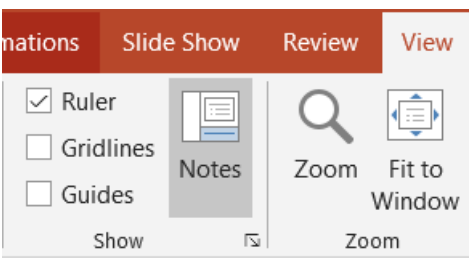 mations Slide Show Review View
Ruler
Gridlines
Guides
Notes
Show
Zoom
Fit to
Window
Zoom